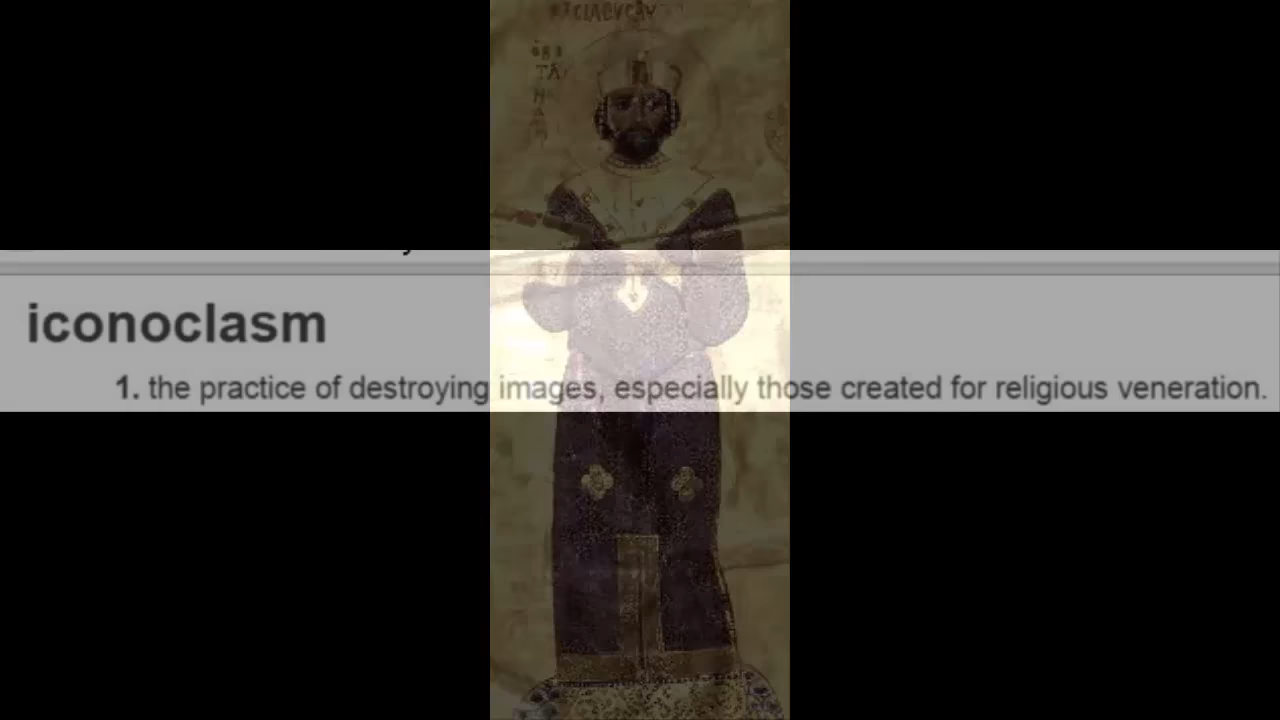 iconoclasm
1. the practice of destroying images, especially those created for religious veneration.